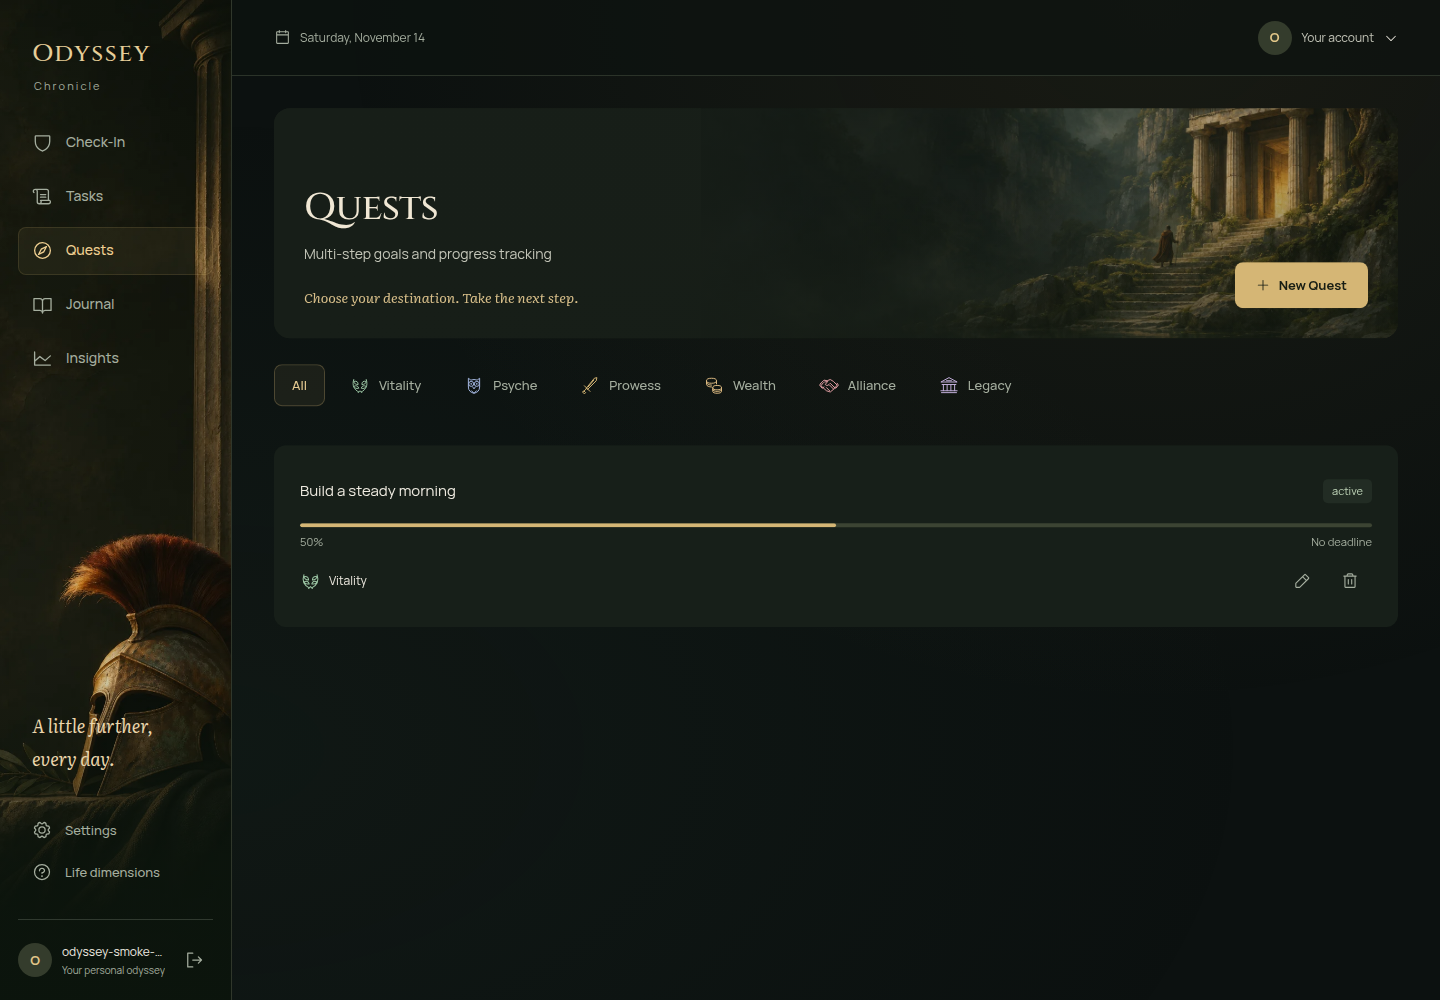 ODYSSEY
Chronicle
Check-In
Tasks
Quests
Journal
Insights
A little further,
every day.
Settings
Life dimensions
O
odyssey-smoke-...
Your personal odyssey
Saturday, November 14
O Your account
QUESTS
Multi-step goals and progress tracking
Choose your destination. Take the next step.
New Quest
All Vitality Psyche Prowess Wealth Alliance Legacy
Build a steady morning active
50% No deadline
Vitality